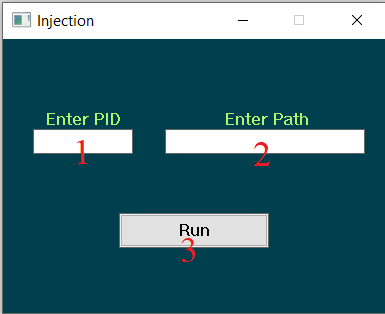 Injection
Enter PID
Enter Path
1
2
Run
3